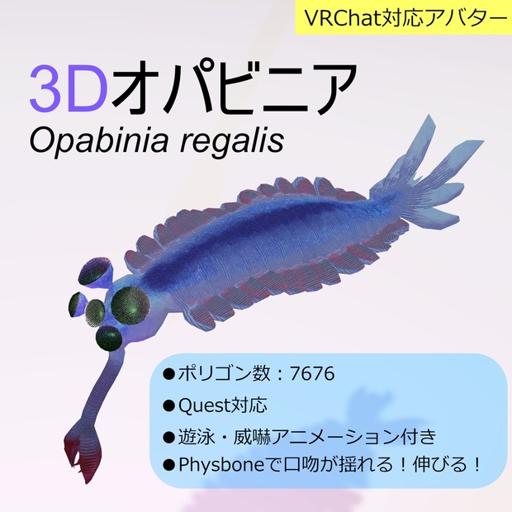 VRChat対応アバター
3Dオパビニア
Opabinia regalis
●ポリゴン数：7676
●Quest対応
●遊泳・威嚇アニメーション付き
●Physboneで口吻が揺れる！伸びる！